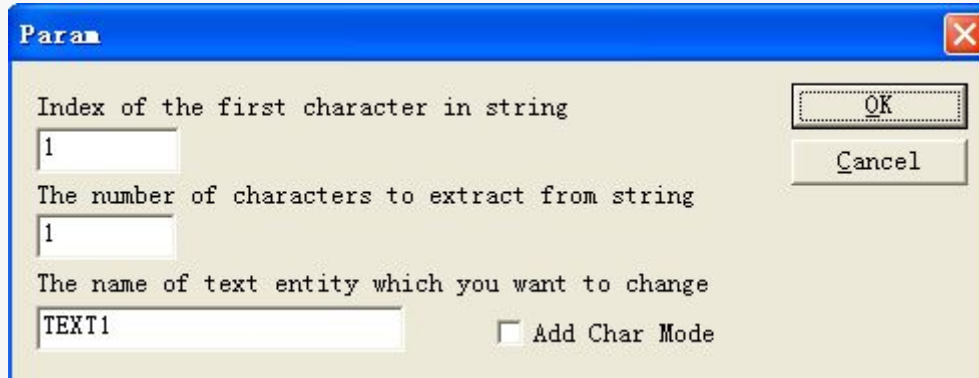 Param
Index of the first character in string
OK
1
Cancel
The number of characters to extract from string
1
The name of text entity which you want to change
TEXT1
Add Char Mode